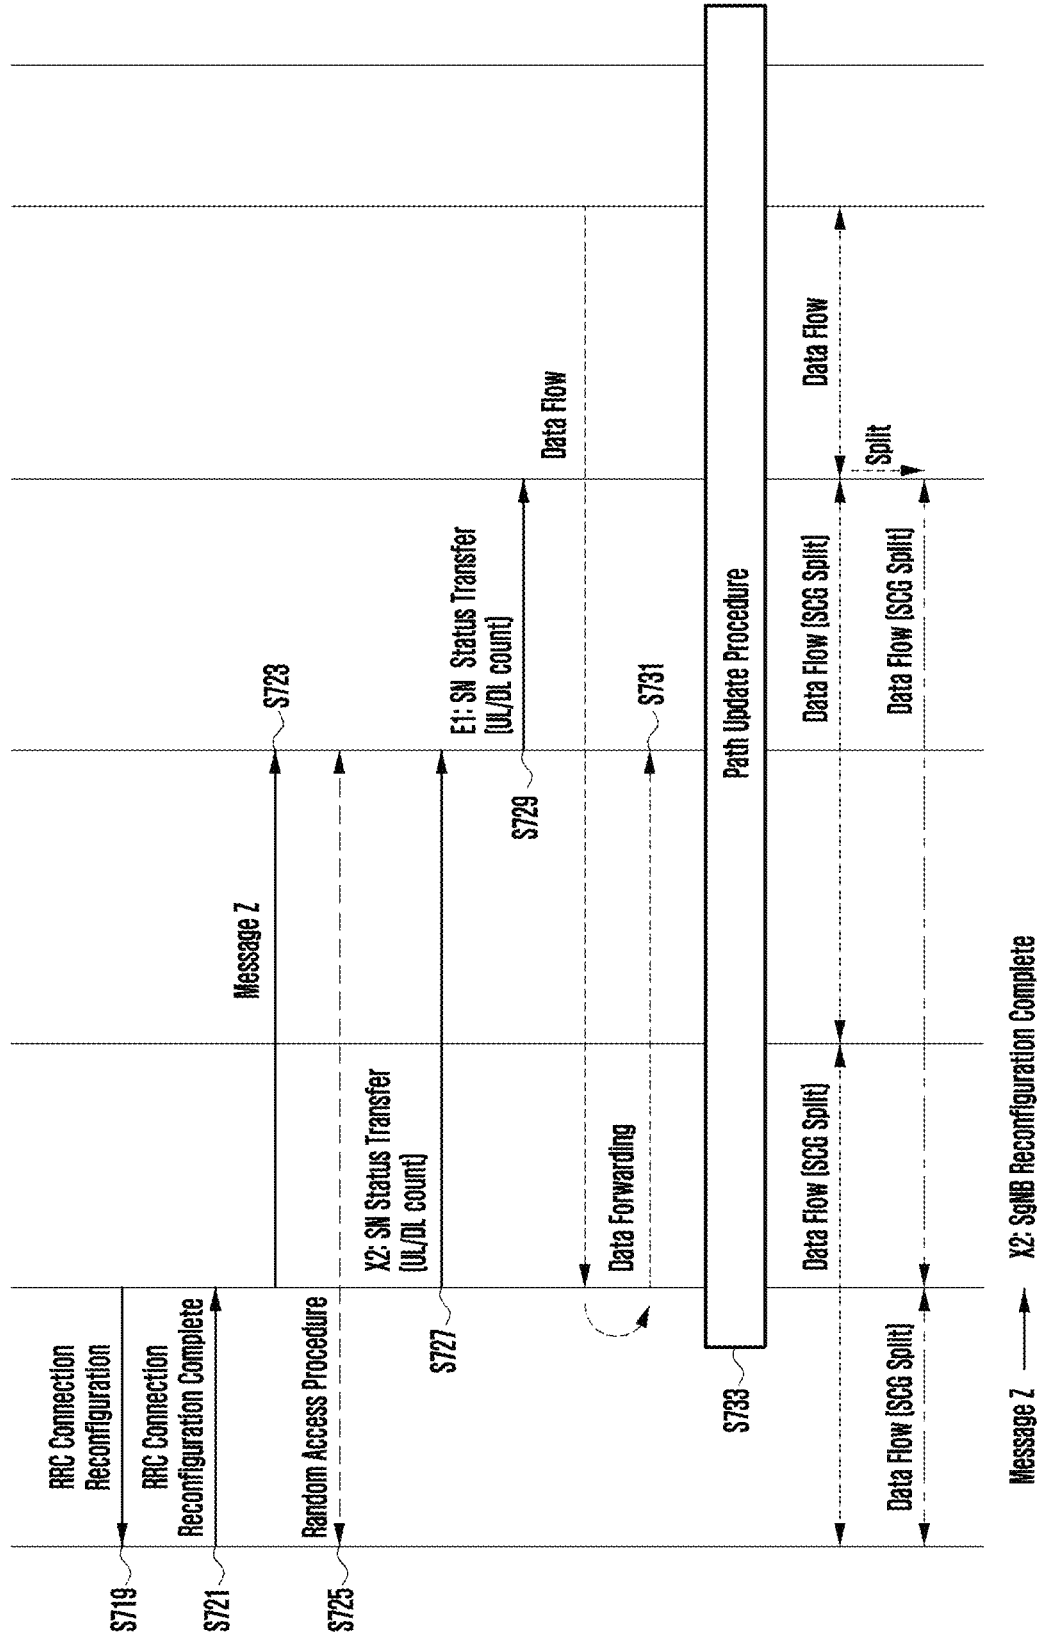 S719
RRC Connection
Reconfiguration
S721
RRC Connection
Reconfiguration Complete
Message Z
S723
S725
Random Access Procedure
S727
X2: SN Status Transfer
(UL/DL count)
E1: SN Status Transfer
(UL/DL count)
S729
Data Flow
Data Forwarding
S731
S733
Path Update Procedure
Data Flow (SCG Split)
Data Flow (SCG Split)
Data Flow
Split
Data Flow (SCG Split)
Data Flow (SCG Split)
Message Z
X2: SgNB Reconfiguration Complete